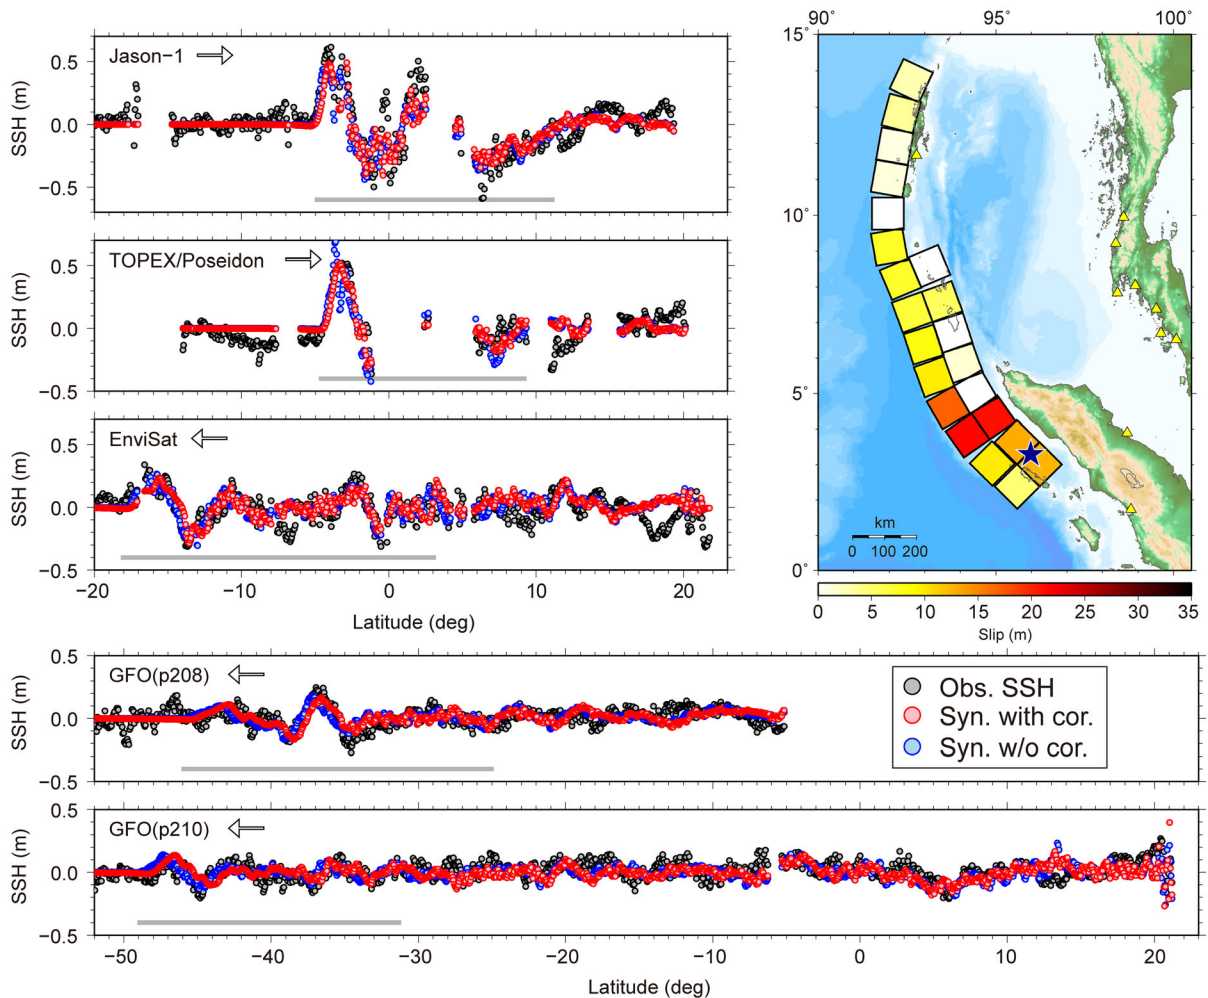 Jason−1
SSH (m)
0.5
0.0
−0.5
TOPEX/Poseidon
SSH (m)
0.5
0.0
−0.5
EnviSat
SSH (m)
0.5
0.0
−0.5
−20
−10
0
10
20
Latitude (deg)
90˚
95˚
100˚
15˚
10˚
5˚
0˚
km
0 100 200
0 5 10 15 20 25 30 35
Slip (m)
GFO(p208)
SSH (m)
0.5
0.0
−0.5
Obs. SSH
Syn. with cor.
Syn. w/o cor.
GFO(p210)
SSH (m)
0.5
0.0
−0.5
−50 −40 −30 −20 −10 0 10 20
Latitude (deg)